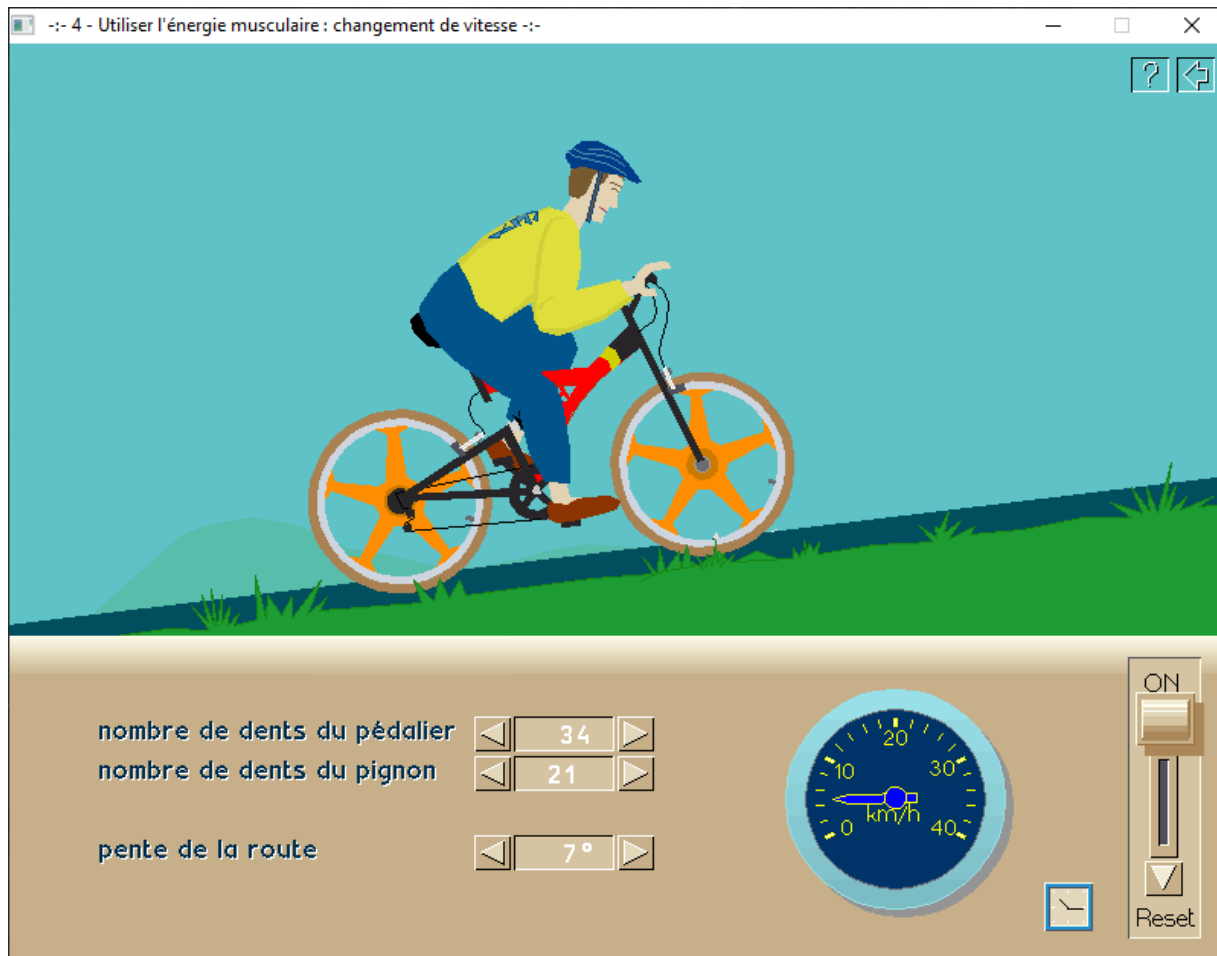 -:- 4 - Utiliser l'énergie musculaire : changement de vitesse -:-
?
ON
nombre de dents du pédalier 34
nombre de dents du pignon 21
pente de la route 7°
0 10 20 30 40
km/h
Reset